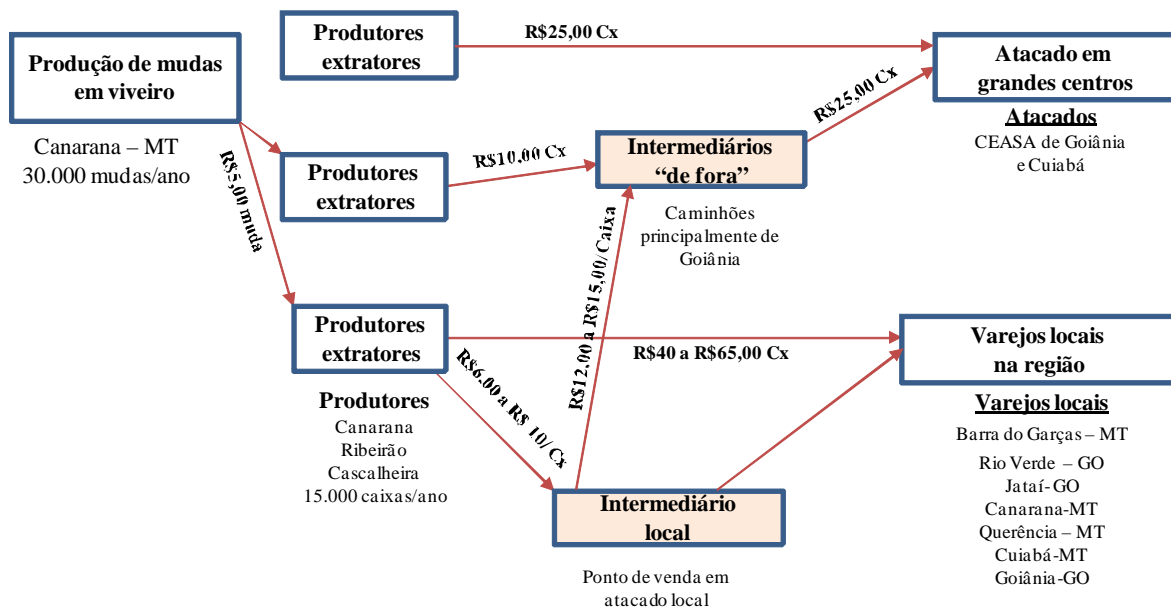 Produção de mudas
em viveiro
Canarana – MT
30.000 mudas/ano
R$5,00 muda
Produtores
extratores
R$25,00 Cx
Atacado em
grandes centros
Atacados
CEASA de Goiânia
e Cuiabá
Produtores
extratores
R$10,00 Cx
Intermediários
“de fora”
Caminhões
principalmente de
Goiânia
R$25,00 Cx
Produtores
extratores
Produtores
Canarana
Ribeirão
Cascalheira
15.000 caixas/ano
R$6,00 a R$ 10/ Cx
R$12,00 a R$15,00/Caixa
R$40 a R$65,00 Cx
Intermediário
local
Ponto de venda em
atacado local
Varejos locais
na região
Varejos locais
Barra do Garças – MT
Rio Verde – GO
Jataí- GO
Canarana-MT
Querência – MT
Cuiabá-MT
Goiânia-GO